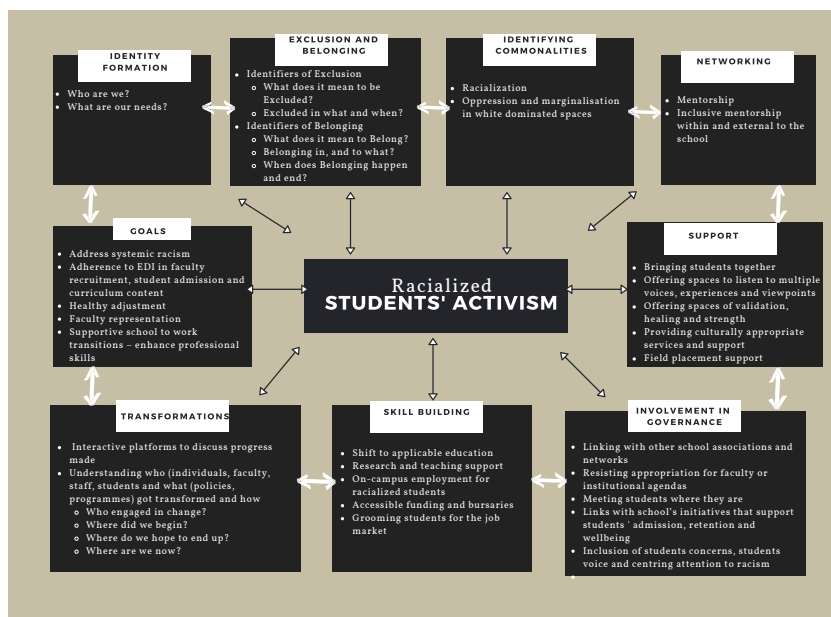 IDENTITY
FORMATION
• Who are we?
• What are our needs?
EXCLUSION AND
BELONGING
• Identifiers of Exclusion
◦ What does it mean to be
Excluded?
◦ Excluded in what and when?
• Identifiers of Belonging
◦ What does it mean to Belong?
◦ Belonging in, and to what?
◦ When does Belonging happen
and end?
IDENTIFYING
COMMONALITIES
• Racialization
• Oppression and marginalisation
in white dominated spaces
NETWORKING
• Mentorship
• Inclusive mentorship
within and external to the
school
GOALS
• Address systemic racism
• Adherence to EDI in faculty
recruitment, student admission and
curriculum content
• Healthy adjustment
• Faculty representation
• Supportive school to work
transitions – enhance professional
skills
Racialized
STUDENTS' ACTIVISM
SUPPORT
• Bringing students together
• Offering spaces to listen to multiple
voices, experiences and viewpoints
• Offering spaces of validation,
healing and strength
• Providing culturally appropriate
services and support
• Field placement support
TRANSFORMATIONS
• Interactive platforms to discuss progress
made
• Understanding who (individuals, faculty,
staff, students and what (policies,
programmes) got transformed and how
◦ Who engaged in change?
◦ Where did we begin?
◦ Where do we hope to end up?
◦ Where are we now?
SKILL BUILDING
• Shift to applicable education
• Research and teaching support
• On-campus employment for
racialized students
• Accessible funding and bursaries
• Grooming students for the job
market
INVOLVEMENT IN
GOVERNANCE
• Linking with other school associations and
networks
• Resisting appropriation for faculty or
institutional agendas
• Meeting students where they are
• Links with school's initiatives that support
students ' admission, retention and
wellbeing
• Inclusion of students concerns, students
voice and centring attention to racism